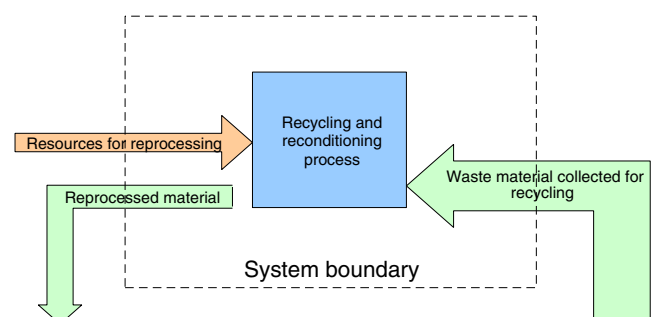 Recycling and
reconditioning
process
Resources for reprocessing
Waste material collected for
recycling
Reprocessed material
System boundary